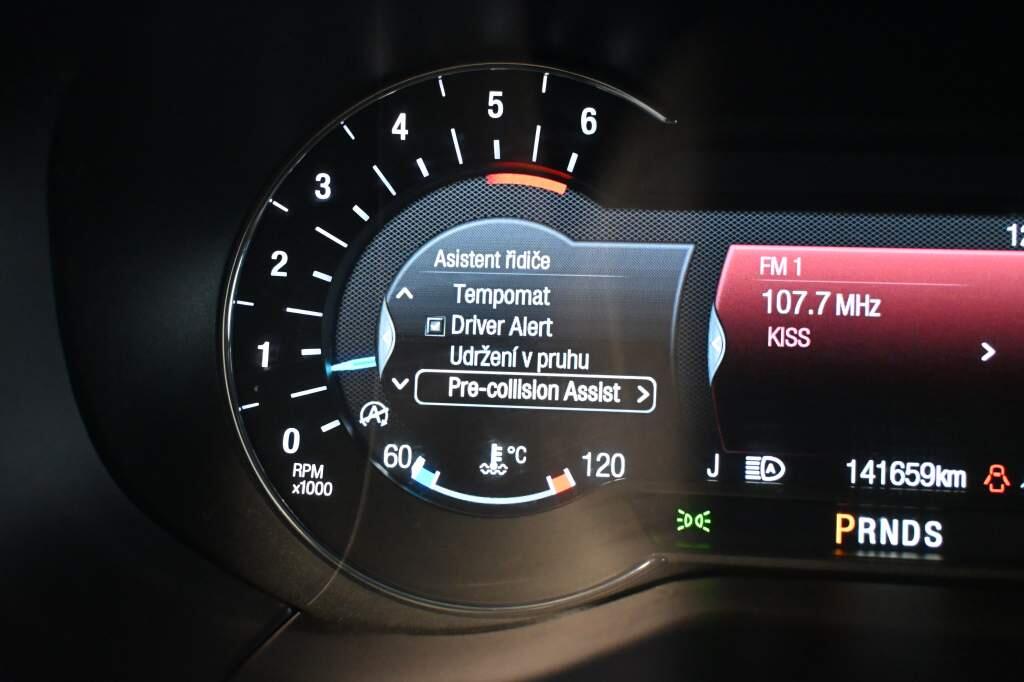 6
5
4
3
2
1
0
RPM
x1000
Asistent řidiče
Tempomat
Driver Alert
Udržení v pruhu
Pre-collision Assist
60
°C
120
12
FM 1
107.7 MHz
KISS
J
A
141659km
PRNDS